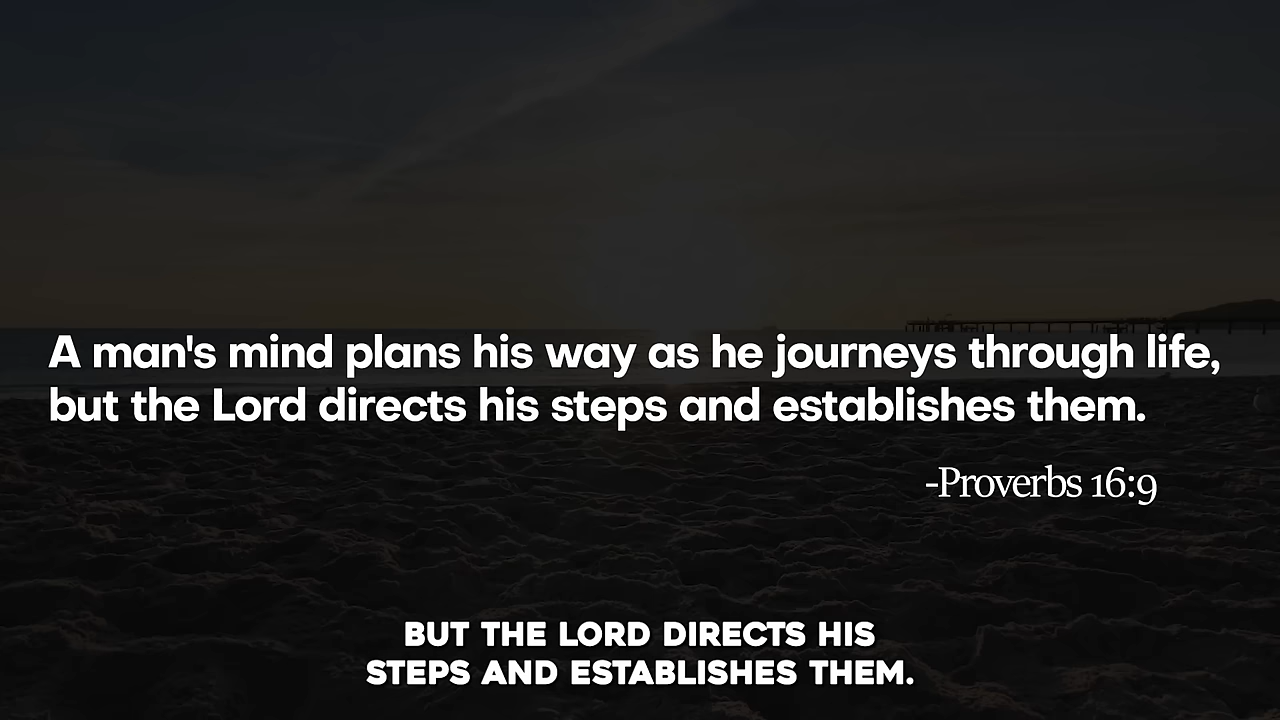 A man's mind plans his way as he journeys through life,
but the Lord directs his steps and establishes them.
-Proverbs 16:9
BUT THE LORD DIRECTS HIS
STEPS AND ESTABLISHES THEM.